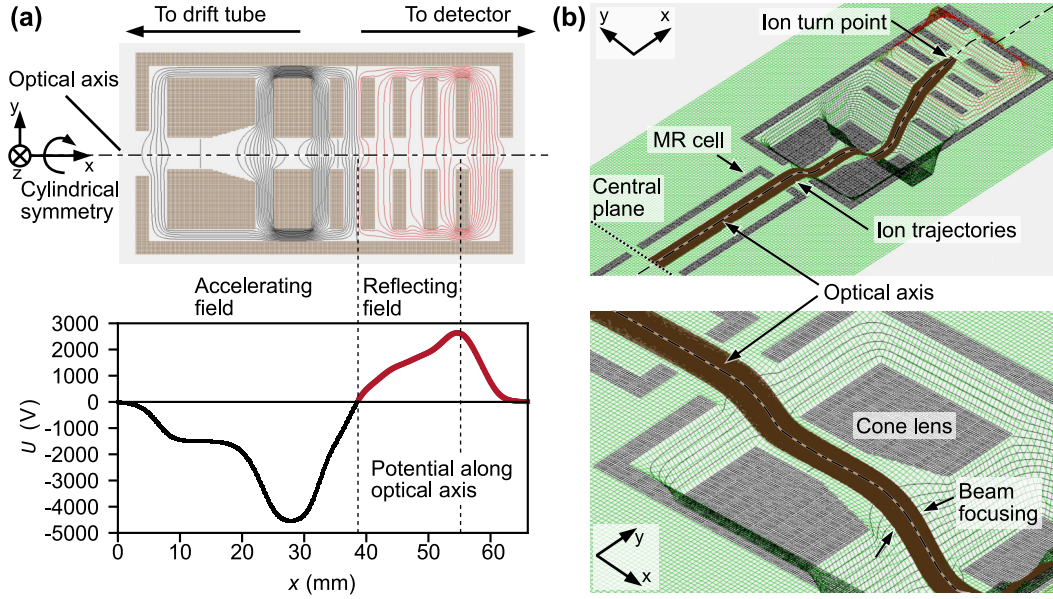 (a)
To drift tube
To detector
Optical axis
y
z
x
Cylindrical
symmetry
Accelerating
field
Reflecting
field
3000
2000
1000
0
-1000
-2000
-3000
-4000
-5000
U (V)
Potential along
optical axis
0
10
20
30
40
50
60
x (mm)
(b)
y
x
Ion turn point
MR cell
Central
plane
Ion trajectories
Optical axis
Cone lens
Beam
focusing
y
x